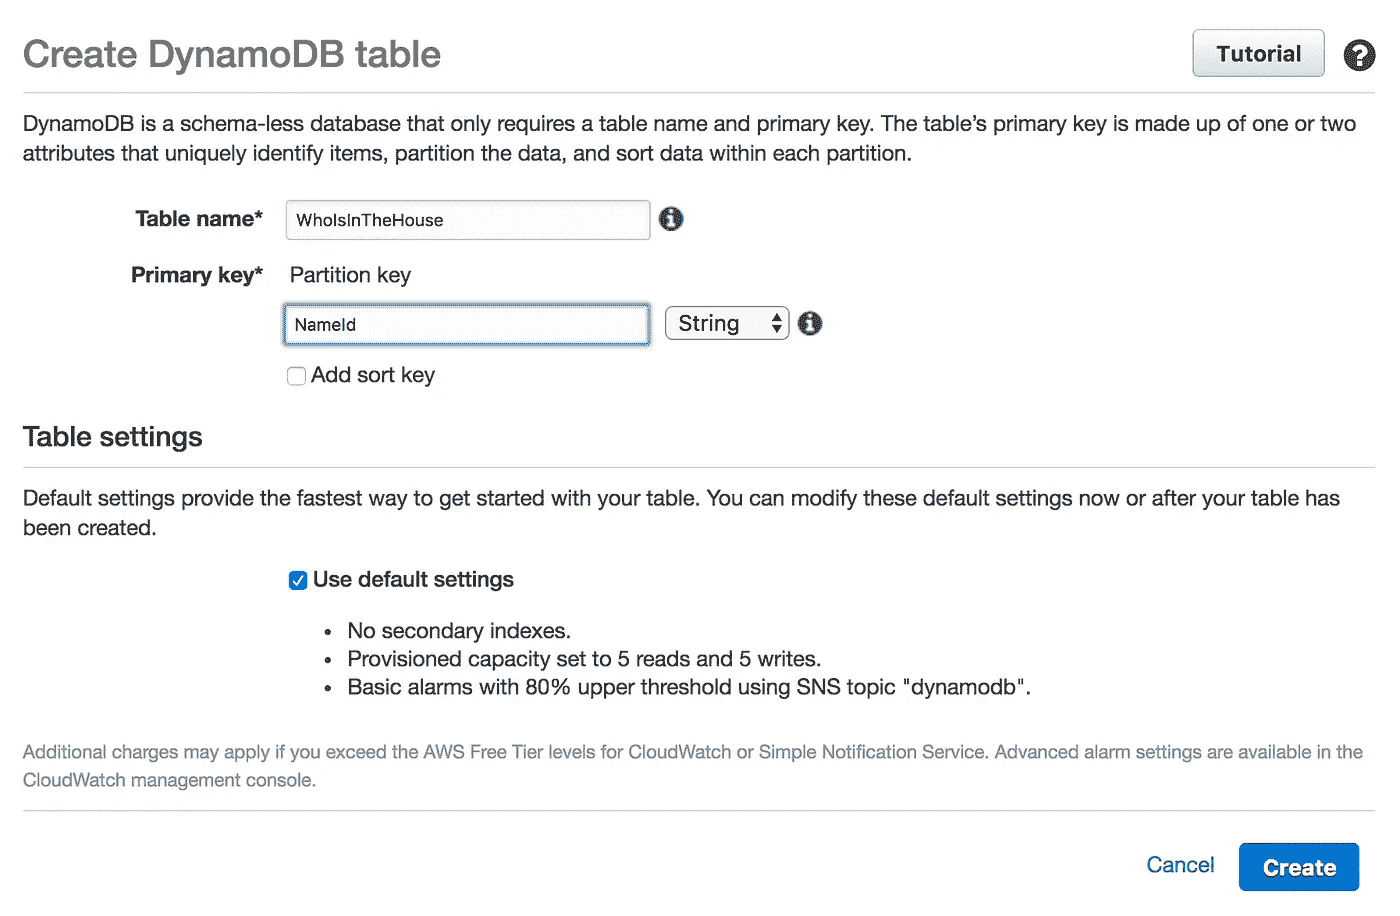 Create DynamoDB table
Tutorial
DynamoDB is a schema-less database that only requires a table name and primary key. The table's primary key is made up of one or two
attributes that uniquely identify items, partition the data, and sort data within each partition.
Table name* WhoIsInTheHouse
Primary key* Partition key
NameId String
Add sort key
Table settings
Default settings provide the fastest way to get started with your table. You can modify these default settings now or after your table has
been created.
Use default settings
• No secondary indexes.
• Provisioned capacity set to 5 reads and 5 writes.
• Basic alarms with 80% upper threshold using SNS topic "dynamodb".
Additional charges may apply if you exceed the AWS Free Tier levels for CloudWatch or Simple Notification Service. Advanced alarm settings are available in the
CloudWatch management console.
Cancel Create